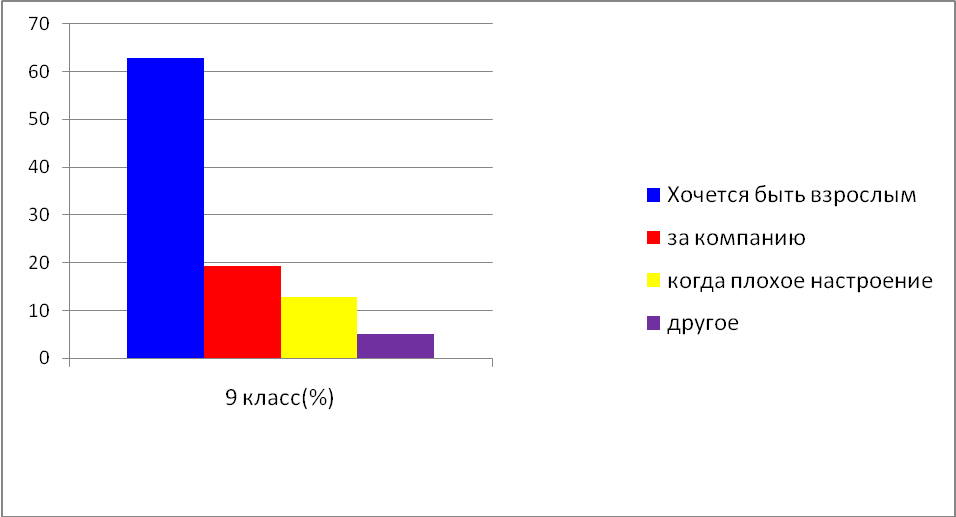 70
60
50
40
30
20
10
0
9 класс(%)
Хочется быть взрослым
за компанию
когда плохое настроение
другое